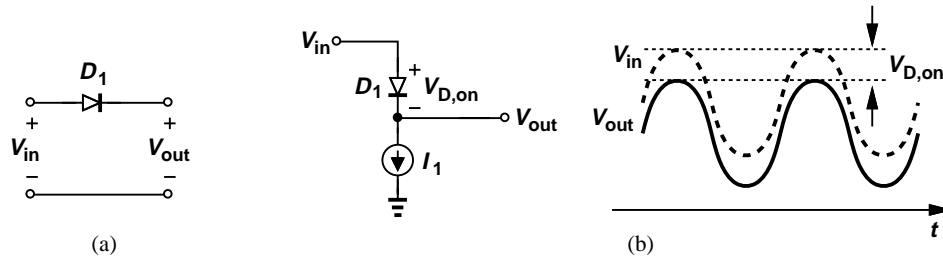 D1
+ +
Vin Vout
− −
(a)
Vin
+
D1 VD,on
−
Vout
I1
Vin
VD,on
Vout
t
(b)